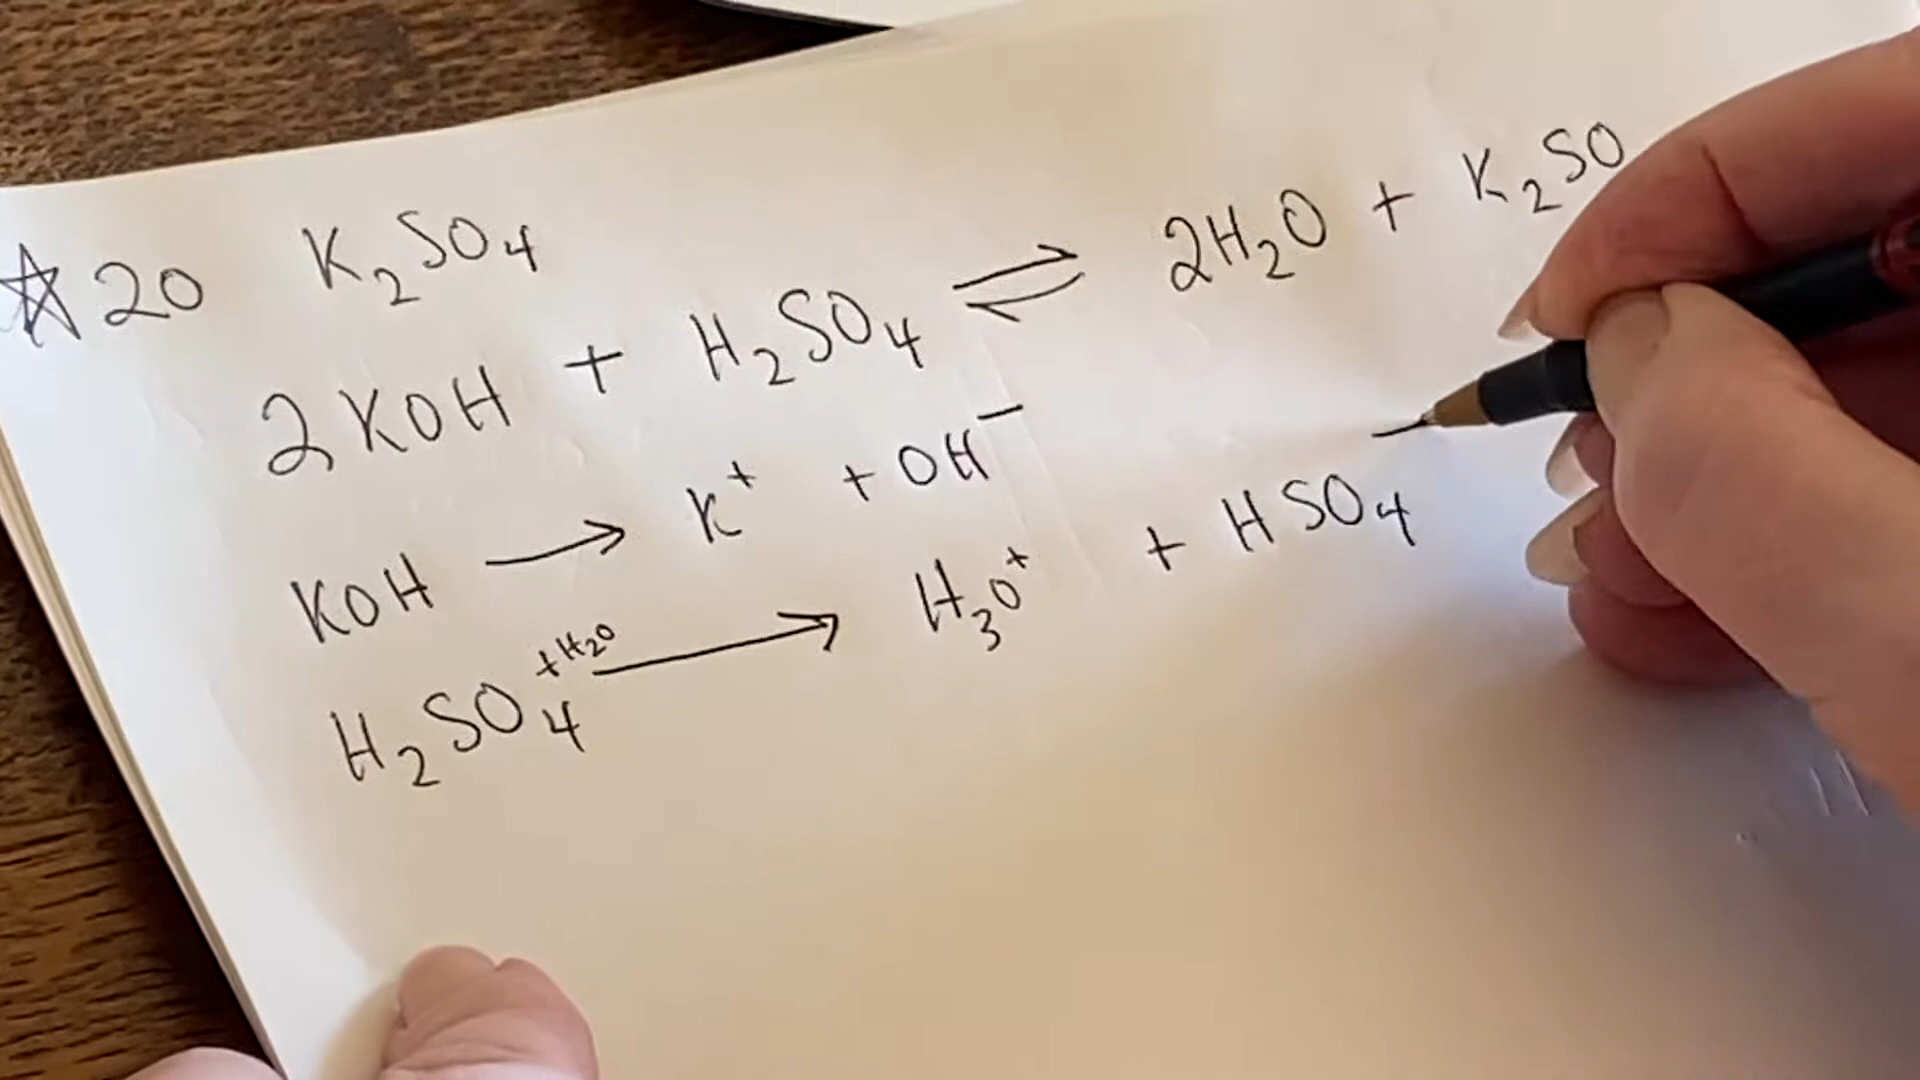 ☆20 K₂SO₄
2KOH + H₂SO₄ ⇌ 2H₂O + K₂SO
KOH → K⁺ + OH⁻
H₂SO₄ +H₂O → H₃O⁺ + HSO₄⁻